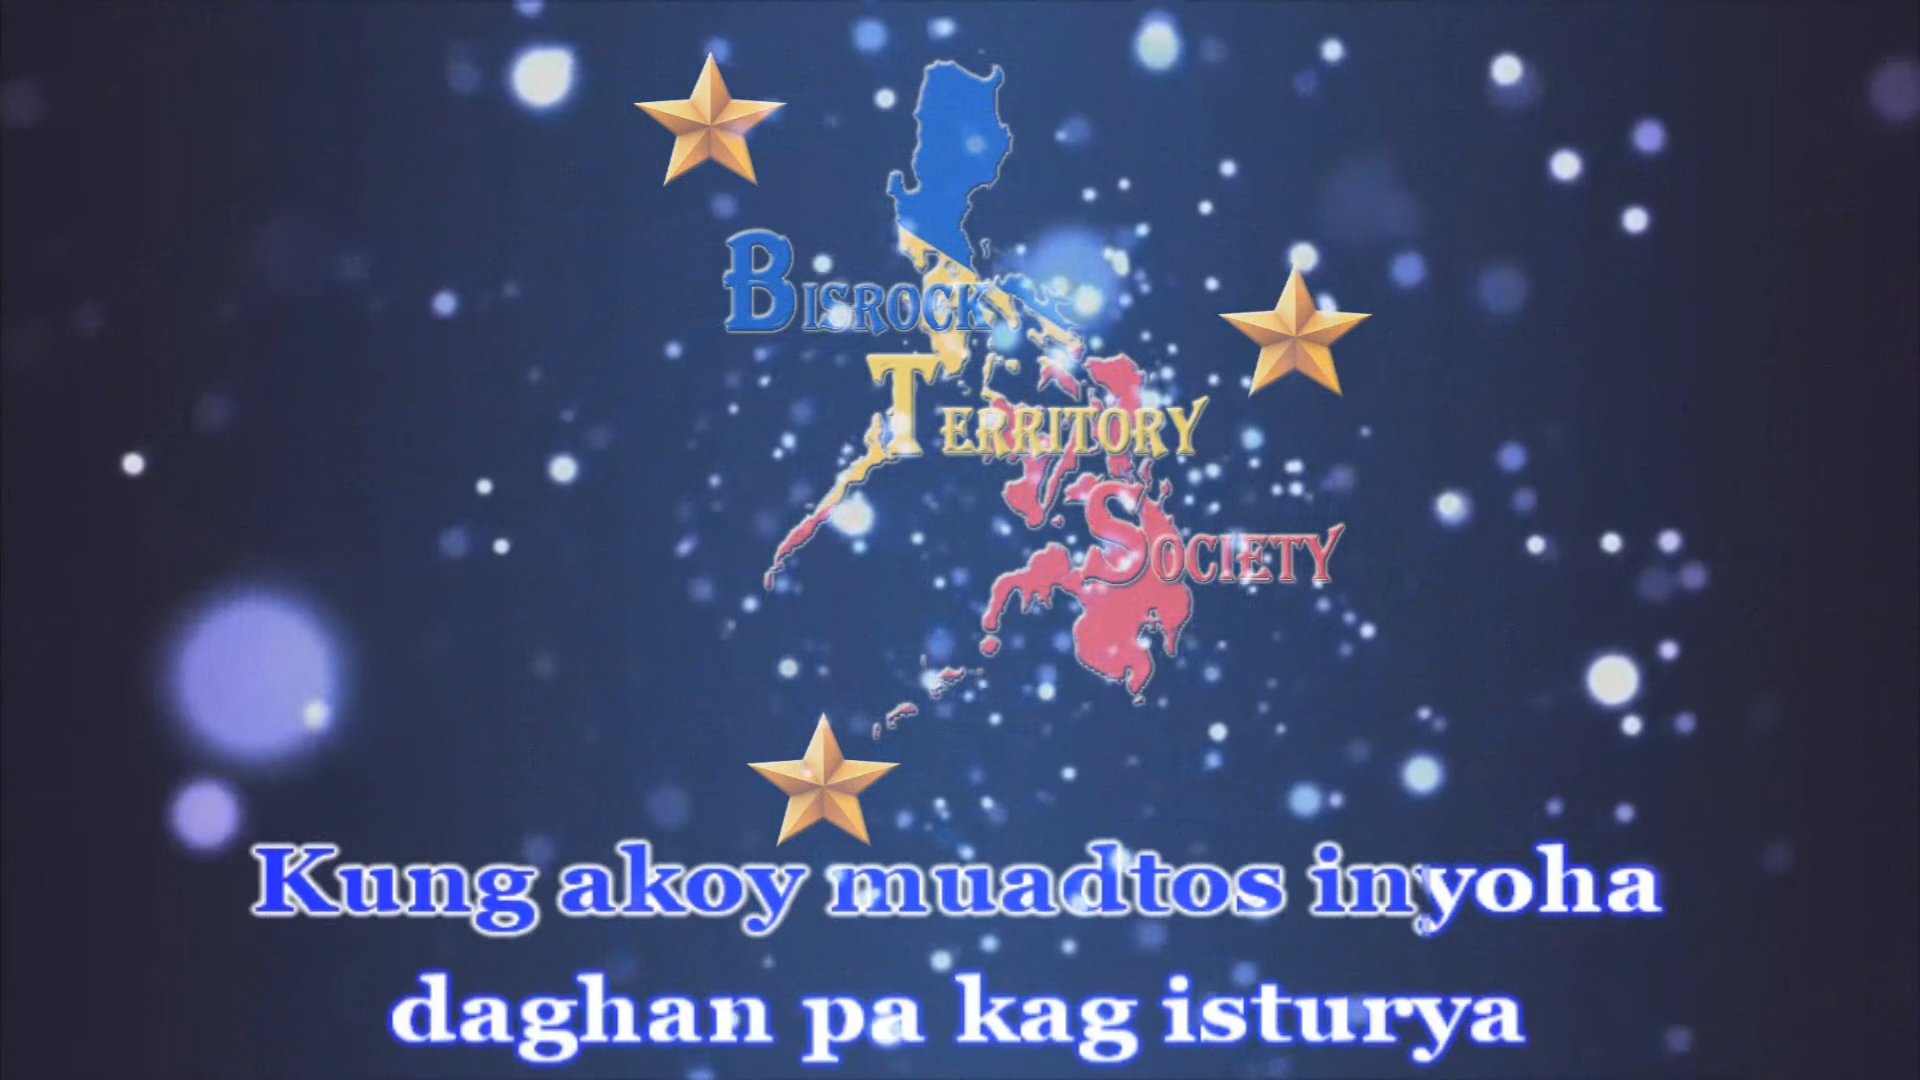 BISROCK
TERRITORY
SOCIETY
Kung akoy muadtos inyoha
daghan pa kag isturya